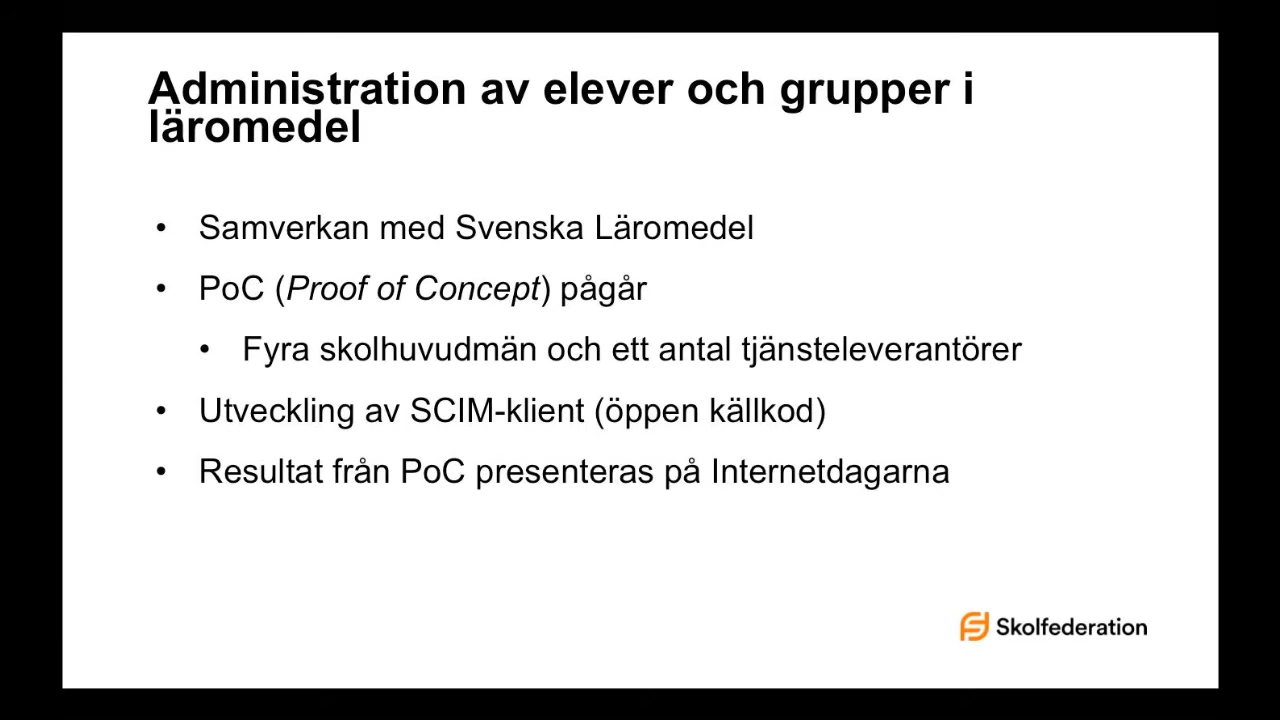 Administration av elever och grupper i
läromedel
• Samverkan med Svenska Läromedel
• PoC (Proof of Concept) pågår
• Fyra skolhuvudmän och ett antal tjänsteleverantörer
• Utveckling av SCIM-klient (öppen källkod)
• Resultat från PoC presenteras på Internetdagarna
Skolfederation